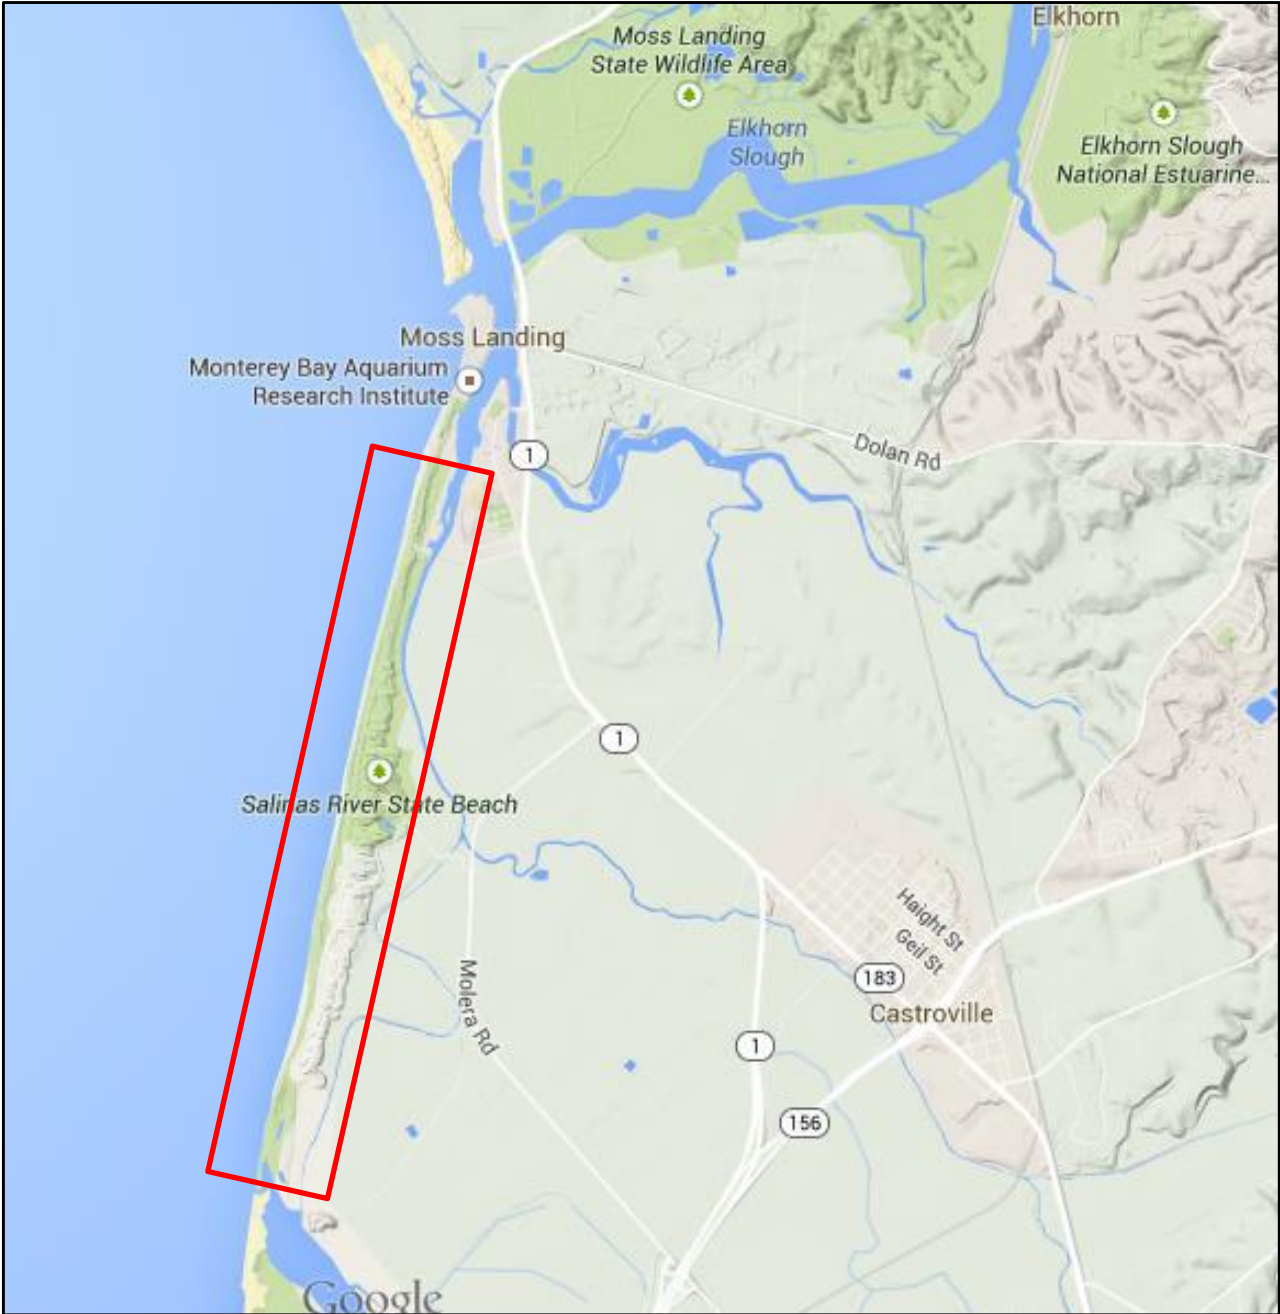 Elkhorn
Moss Landing
State Wildlife Area
Elkhorn
Slough
Elkhorn Slough
National Estuarine...
Moss Landing
Monterey Bay Aquarium
Research Institute
1
Dolan Rd
1
Salinas River State Beach
Haight St
Geil St
183
Molera Rd
Castroville
1
156
Google